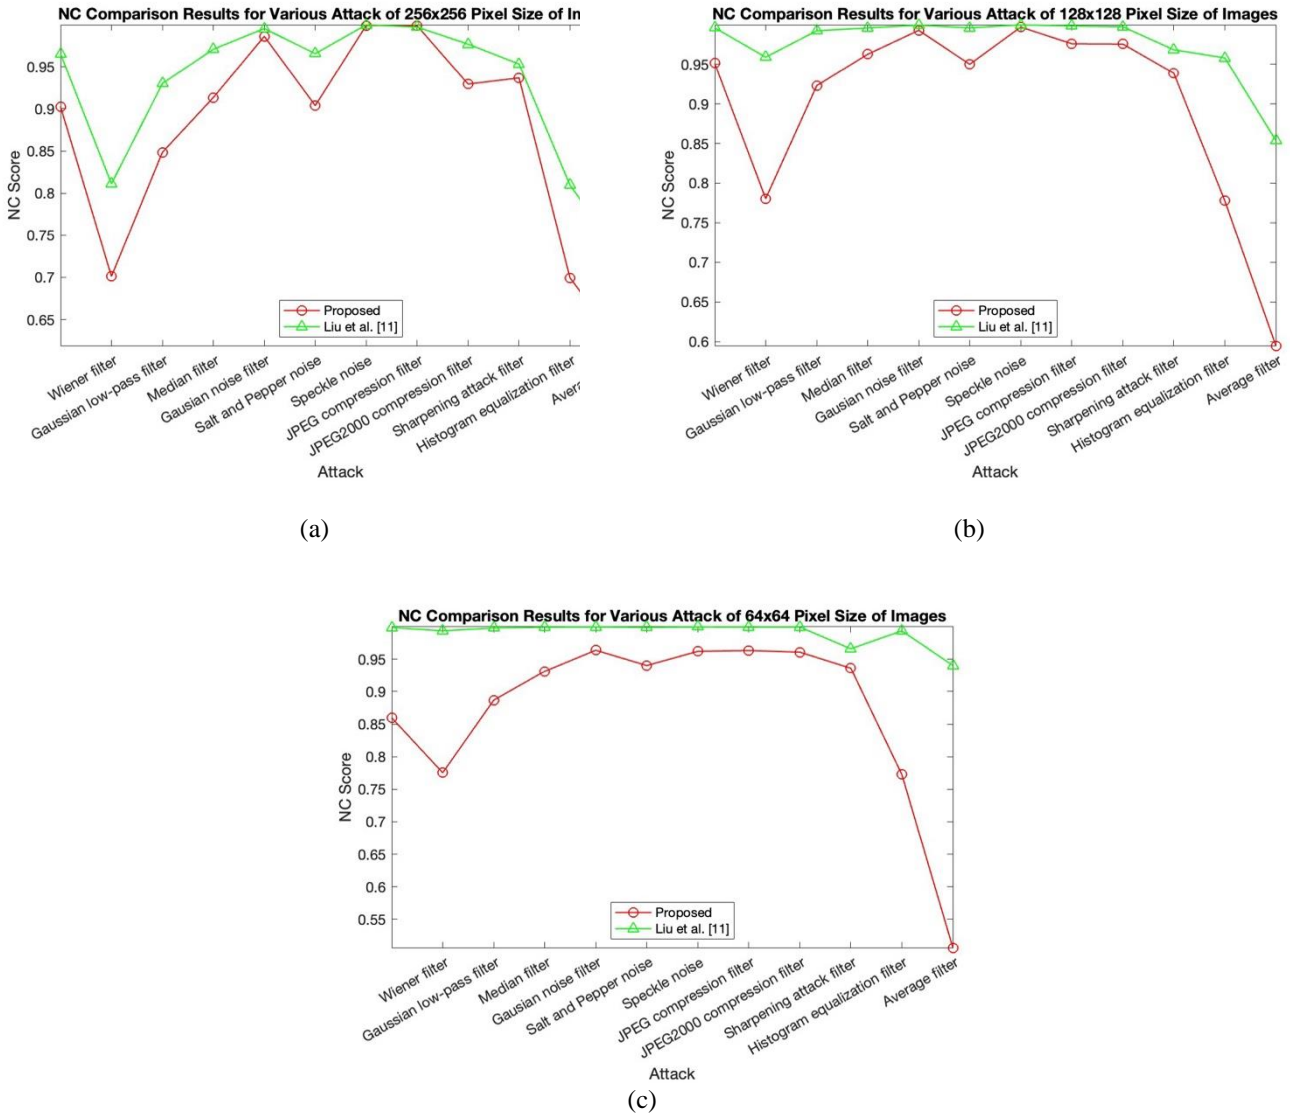 NC Comparison Results for Various Attack of 256x256 Pixel Size of In
0.95
0.9
0.85
0.8
0.75
0.7
0.65
NC Score
Proposed
Liu et al. [11]
Wiener filter
Gaussian low-pass filter
Median filter
Gausian noise filter
Salt and Pepper noise
Speckle noise
JPEG compression filter
JPEG2000 compression filter
Sharpening attack filter
Histogram equalization filter
Avera
Attack
(a)
NC Comparison Results for Various Attack of 128x128 Pixel Size of Images
0.95
0.9
0.85
0.8
0.75
0.7
0.65
0.6
NC Score
Proposed
Liu et al. [11]
Wiener filter
Gaussian low-pass filter
Median filter
Gausian noise filter
Salt and Pepper noise
Speckle noise
JPEG compression filter
JPEG2000 compression filter
Sharpening attack filter
Histogram equalization filter
Average filter
Attack
(b)
NC Comparison Results for Various Attack of 64x64 Pixel Size of Images
0.95
0.9
0.85
0.8
0.75
0.7
0.65
0.6
0.55
NC Score
Proposed
Liu et al. [11]
Wiener filter
Gaussian low-pass filter
Median filter
Gausian noise filter
Salt and Pepper noise
Speckle noise
JPEG compression filter
JPEG2000 compression filter
Sharpening attack filter
Histogram equalization filter
Average filter
Attack
(c)